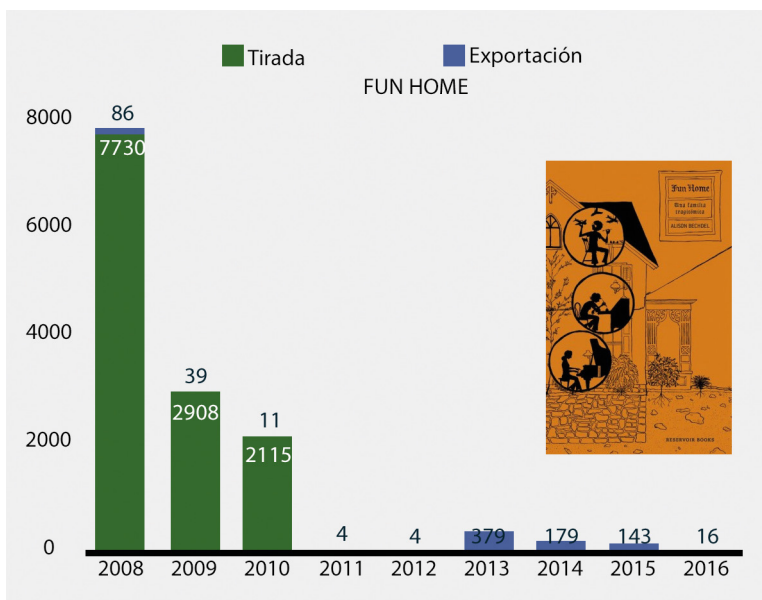 Tirada Exportación
FUN HOME
8000
6000
4000
2000
0
86
7730
39
2908
11
2115
4
4
379
179
143
16
2008 2009 2010 2011 2012 2013 2014 2015 2016
Fun Home
Una familia
tragicómica
ALISON BECHDEL
RESERVOIR BOOKS